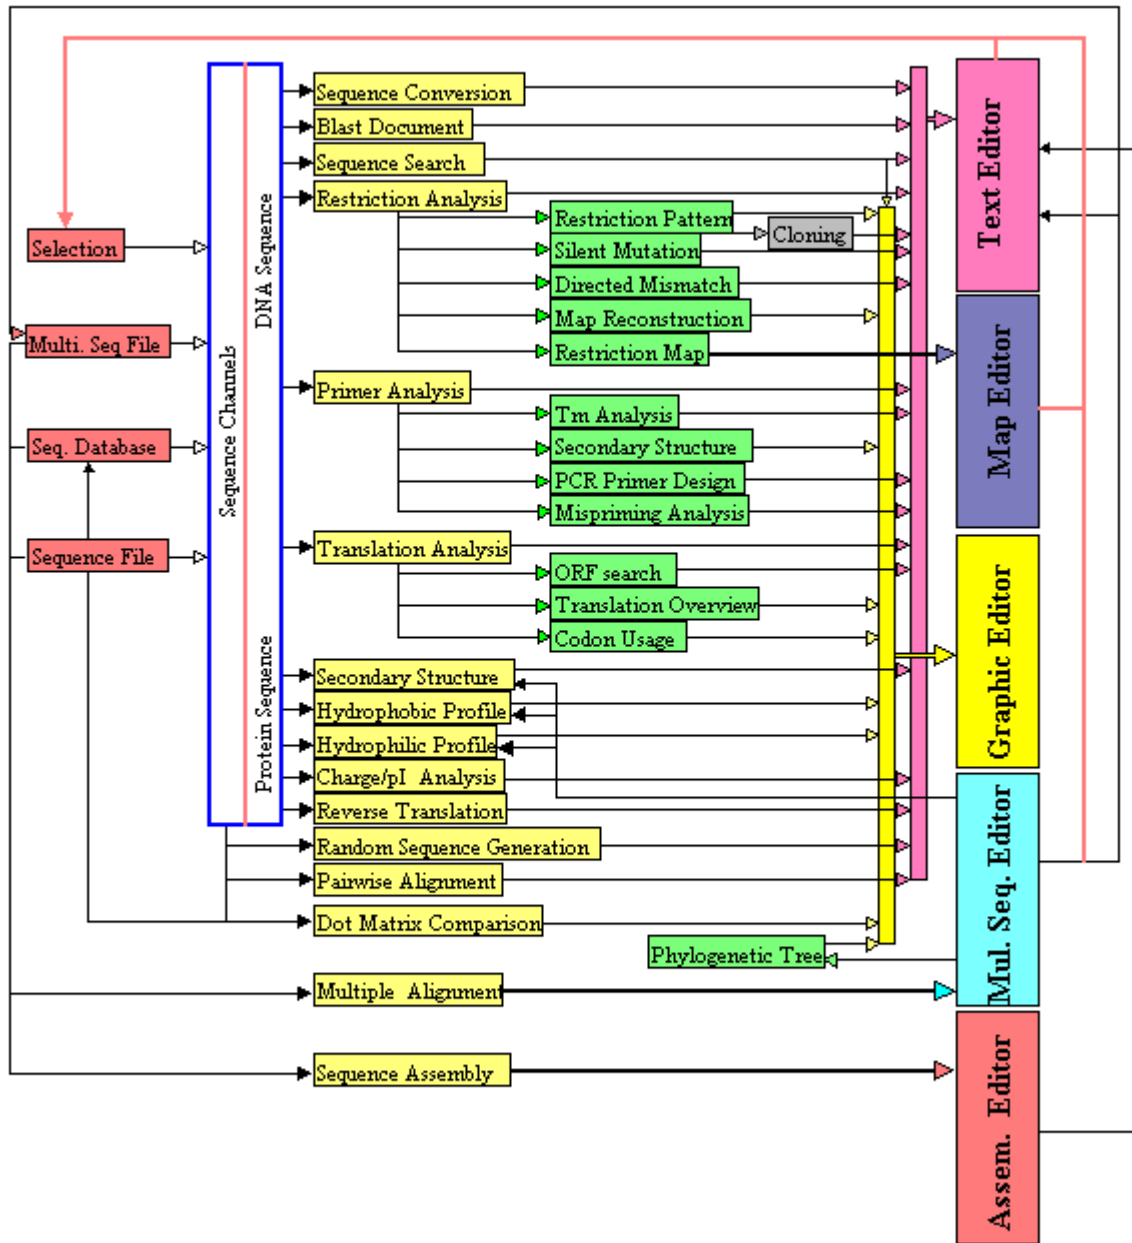 Sequence Conversion
Blast Document
Sequence Search
Restriction Analysis
Restriction Pattern
Cloning
Silent Mutation
Directed Mismatch
Map Reconstruction
Restriction Map
Selection
Multi. Seq File
Seq. Database
Sequence File
Sequence Channels
DNA Sequence
Protein Sequence
Primer Analysis
Tm Analysis
Secondary Structure
PCR Primer Design
Mispriming Analysis
Translation Analysis
ORF search
Translation Overview
Codon Usage
Secondary Structure
Hydrophobic Profile
Hydrophilic Profile
Charge/pI Analysis
Reverse Translation
Random Sequence Generation
Pairwise Alignment
Dot Matrix Comparison
Phylogenetic Tree
Multiple Alignment
Sequence Assembly
Text Editor
Map Editor
Graphic Editor
Mul. Seq. Editor
Assem. Editor